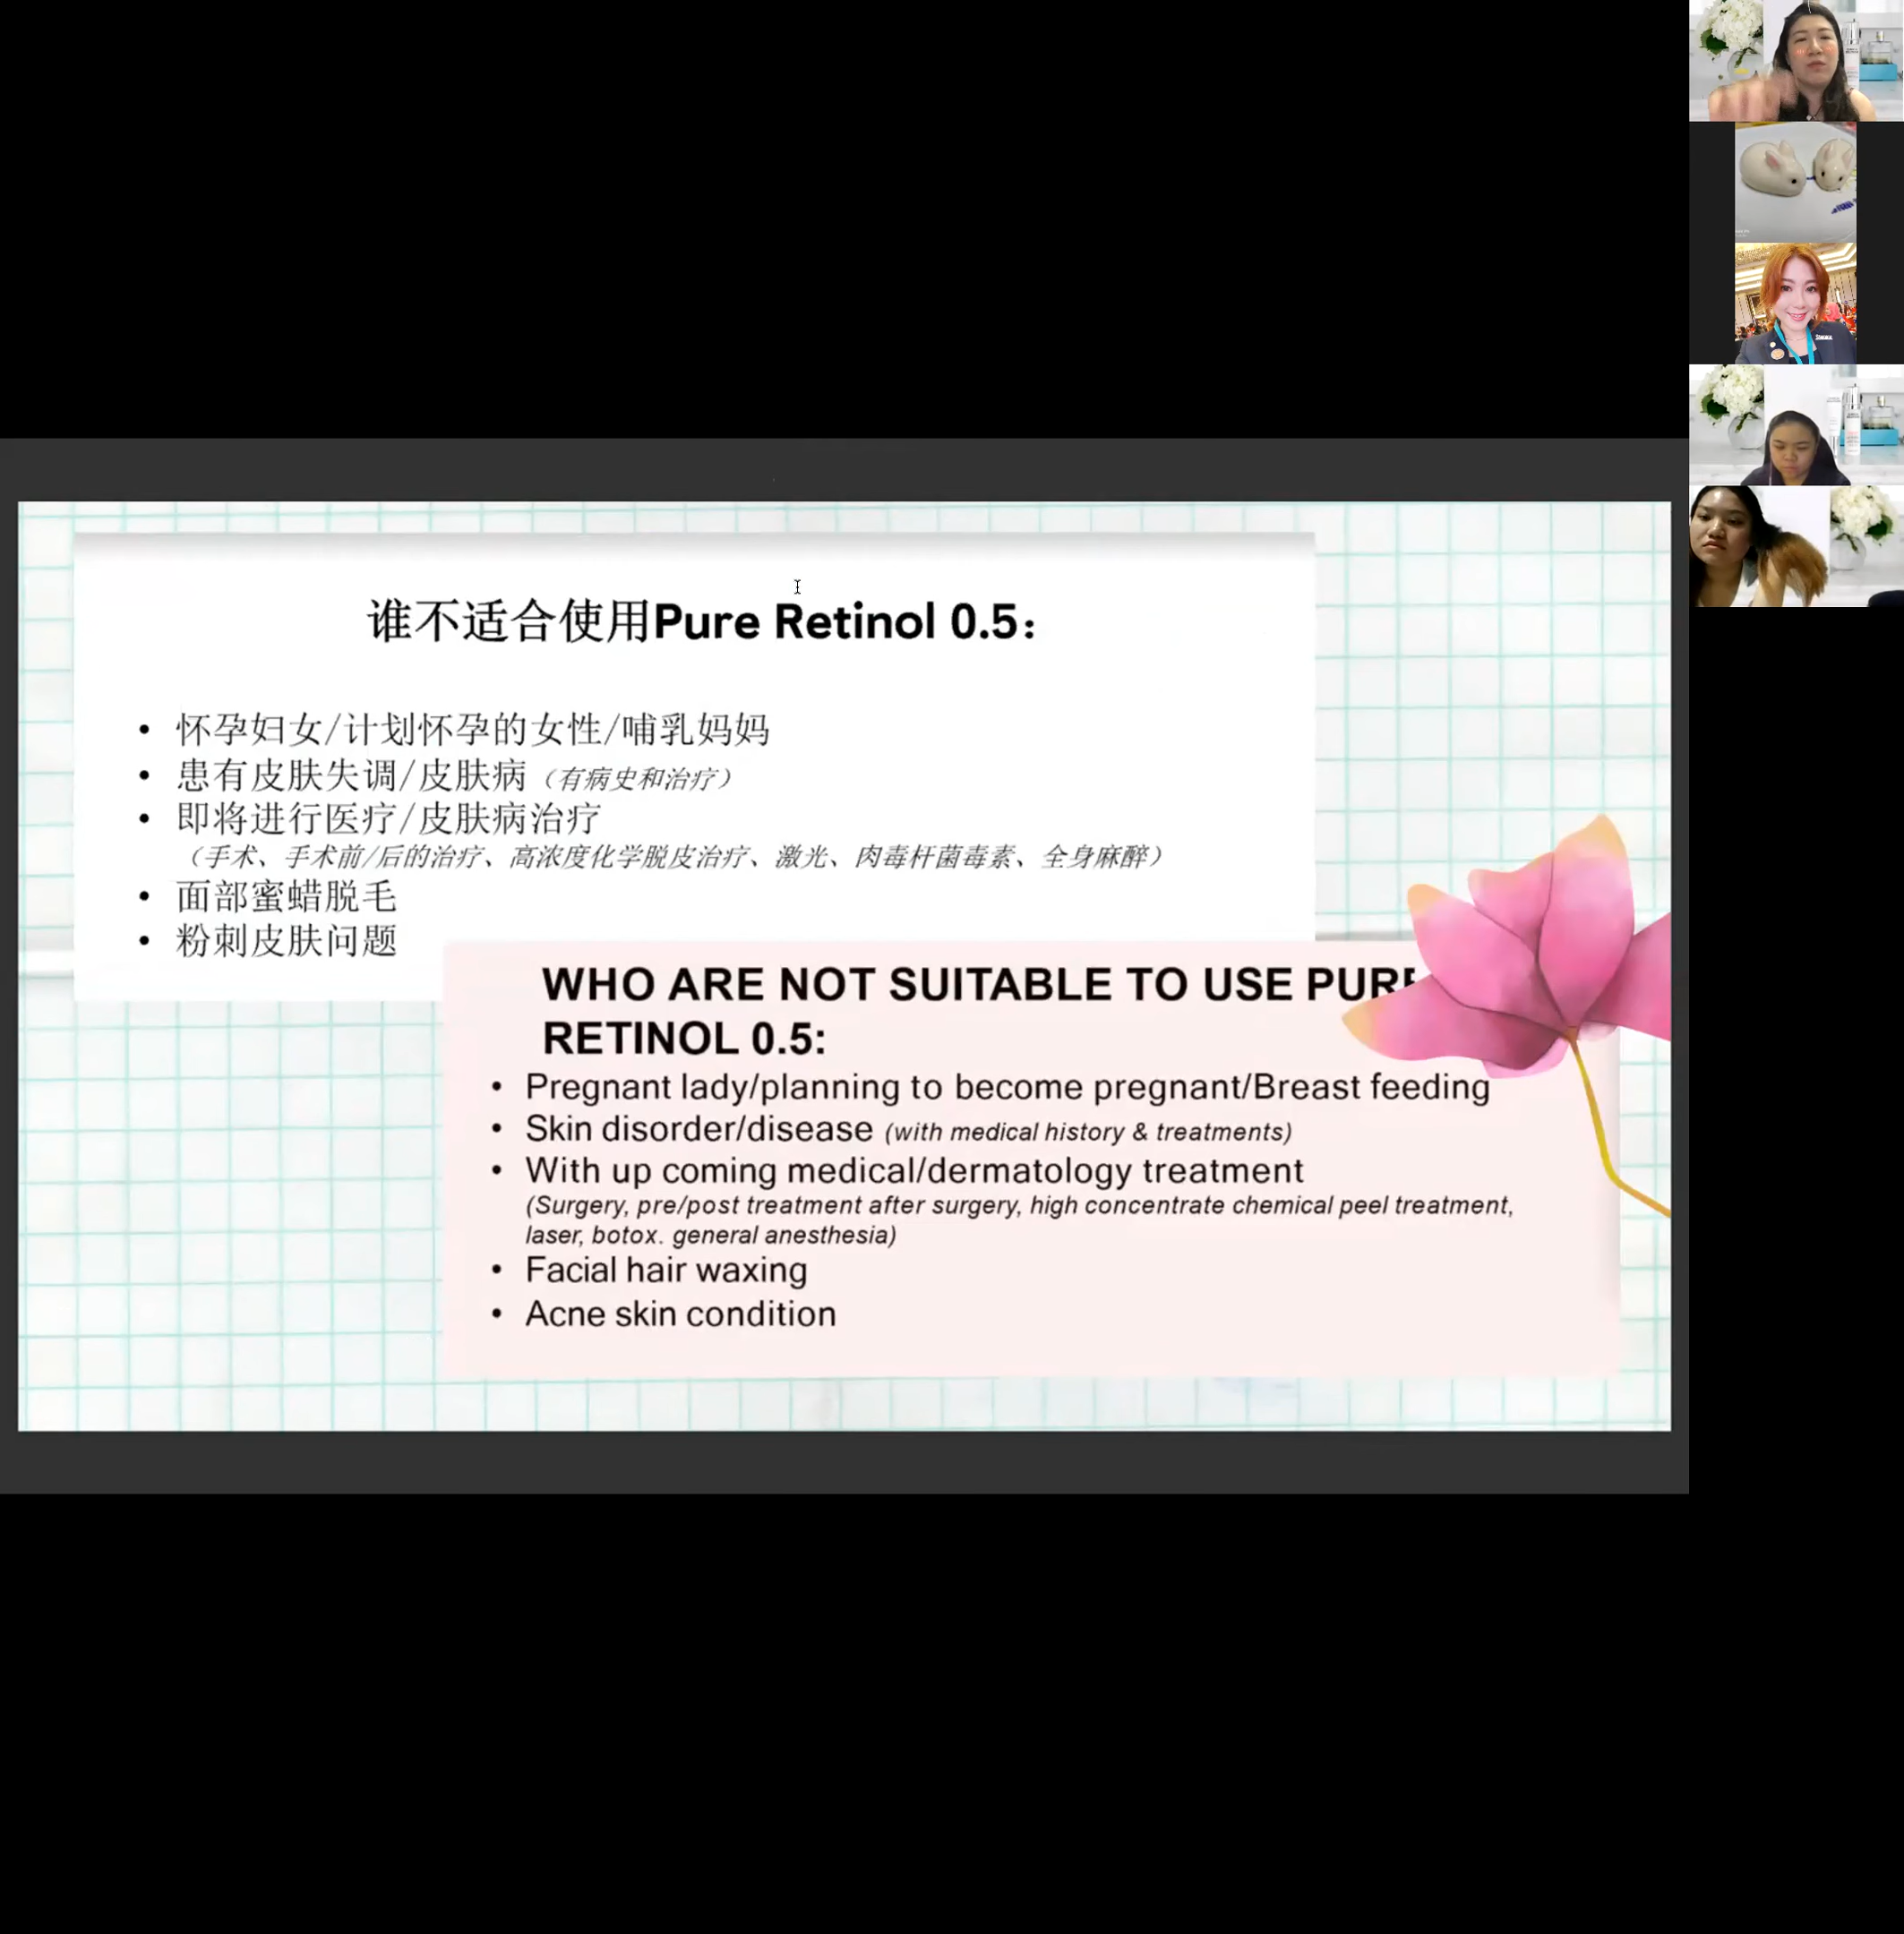 谁不适合使用Pure Retinol 0.5：
• 怀孕妇女/计划怀孕的女性/哺乳妈妈
• 患有皮肤失调/皮肤病（有病史和治疗）
• 即将进行医疗/皮肤病治疗
（手术、手术前/后的治疗、高浓度化学脱皮治疗、激光、肉毒杆菌毒素、全身麻醉）
• 面部蜜蜡脱毛
• 粉刺皮肤问题
WHO ARE NOT SUITABLE TO USE PURE
RETINOL 0.5:
• Pregnant lady/planning to become pregnant/Breast feeding
• Skin disorder/disease (with medical history & treatments)
• With up coming medical/dermatology treatment
(Surgery, pre/post treatment after surgery, high concentrate chemical peel treatment,
laser, botox. general anesthesia)
• Facial hair waxing
• Acne skin condition